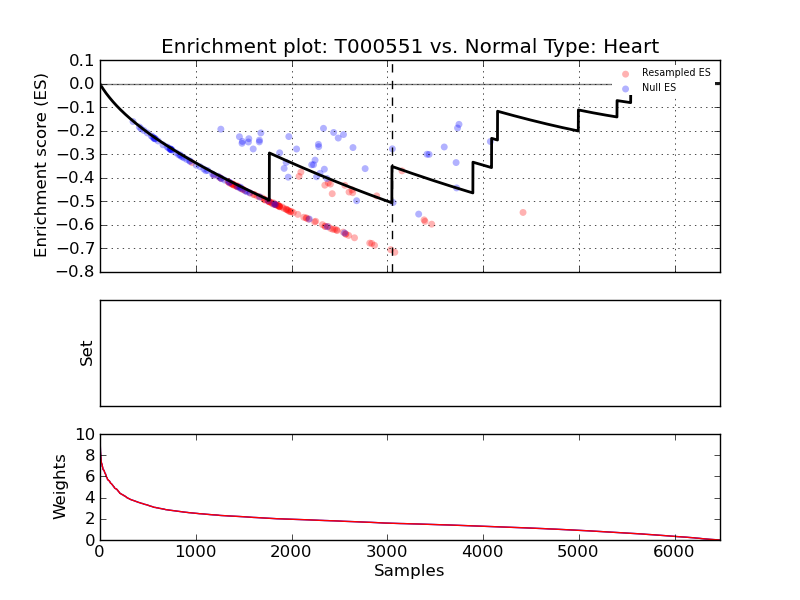 Enrichment plot: T000551 vs. Normal Type: Heart
Enrichment score (ES)
0.1
0.0
−0.1
−0.2
−0.3
−0.4
−0.5
−0.6
−0.7
−0.8
Resampled ES
Null ES
Set
Weights
10
8
6
4
2
0
0 1000 2000 3000 4000 5000 6000
Samples